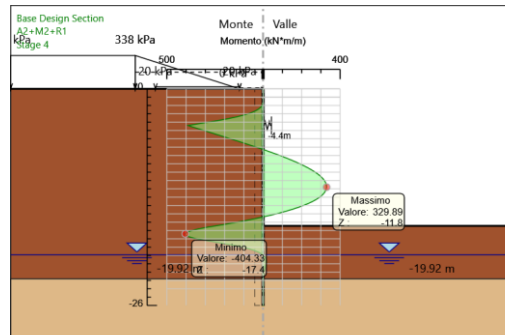 Base Design Section
A2+M2+R1
Stage 4
kPa
338 kPa
Monte
Valle
Momento (kN*m/m)
500
400
-20 kPa
-4.4m
Massimo
Valore: 329.89
Z : -11.8
Minimo
Valore: -404.33
-17.4
-19.92 m
-19.92 m
-26